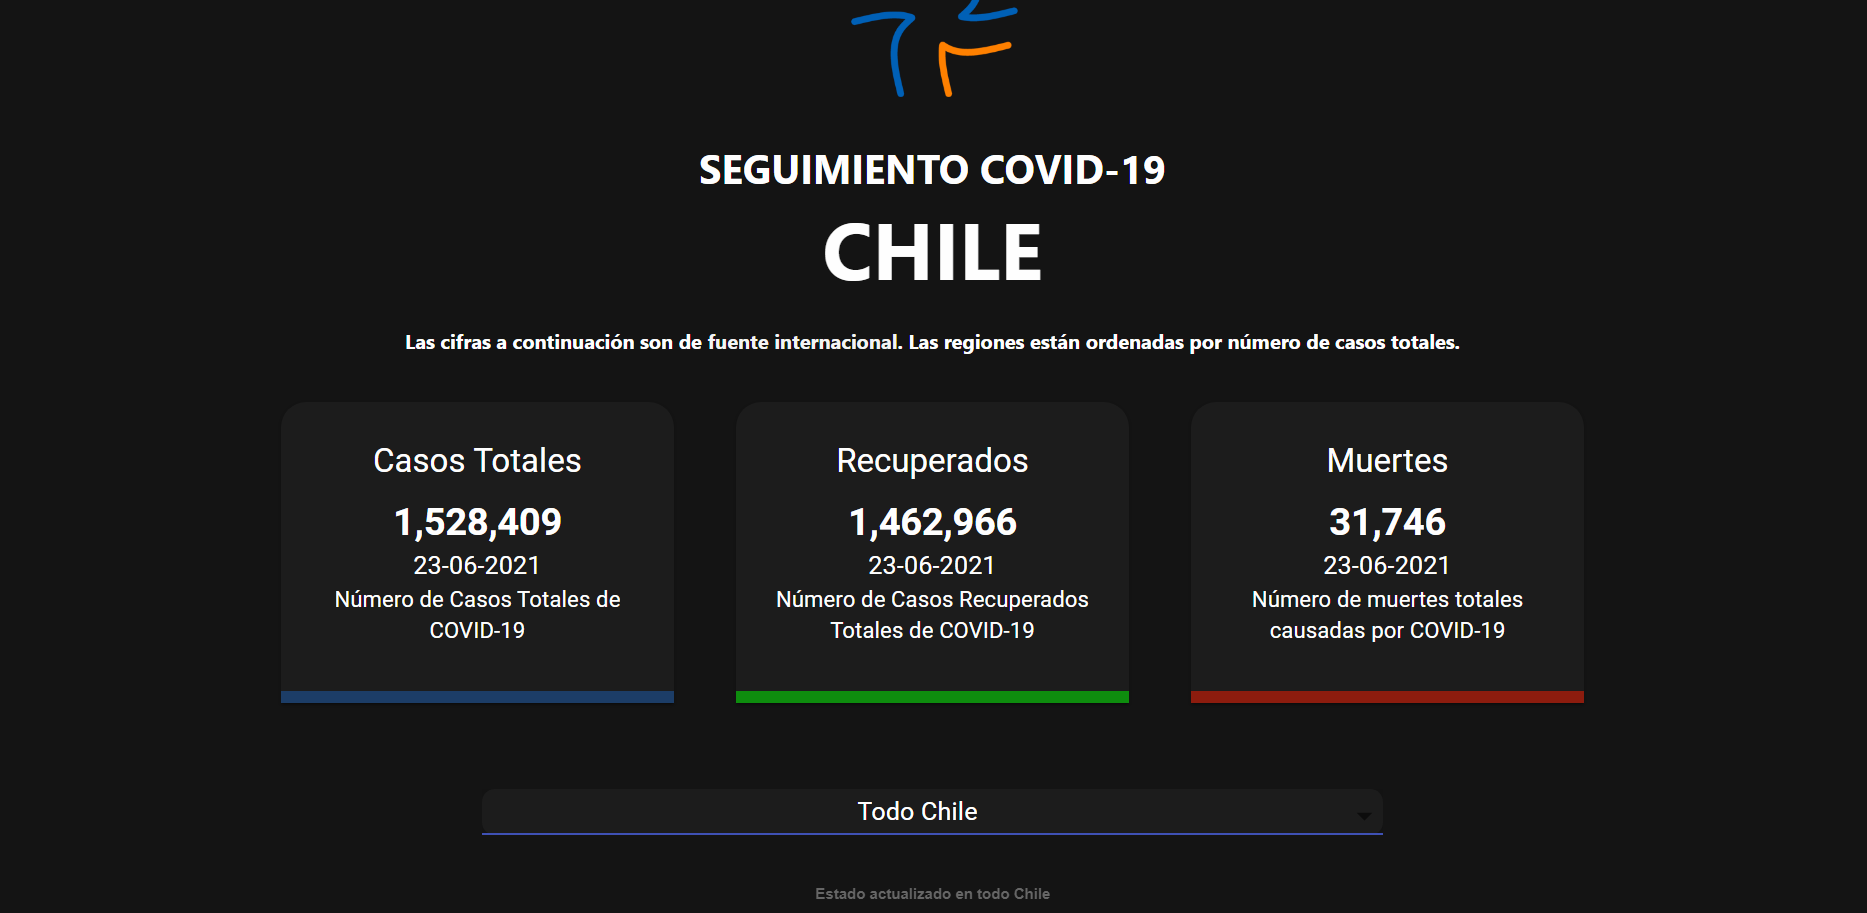 SEGUIMIENTO COVID-19
CHILE
Las cifras a continuación son de fuente internacional. Las regiones están ordenadas por número de casos totales.
Casos Totales
1,528,409
23-06-2021
Número de Casos Totales de
COVID-19
Recuperados
1,462,966
23-06-2021
Número de Casos Recuperados
Totales de COVID-19
Muertes
31,746
23-06-2021
Número de muertes totales
causadas por COVID-19
Todo Chile
Estado actualizado en todo Chile